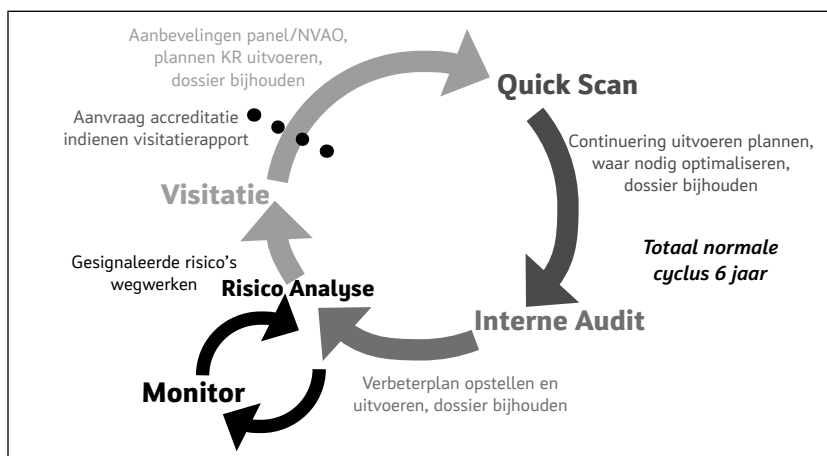 Aanbevelingen panel/NVAO,
plannen KR uitvoeren,
dossier bijhouden
Quick Scan
Aanvraag accreditatie
indienen visitatierapport
Continuering uitvoeren plannen,
waar nodig optimaliseren,
dossier bijhouden
Visitatie
Totaal normale
cyclus 6 jaar
Gesignaleerde risico's
wegwerken
Risico Analyse
Interne Audit
Monitor
Verbeterplan opstellen en
uitvoeren, dossier bijhouden